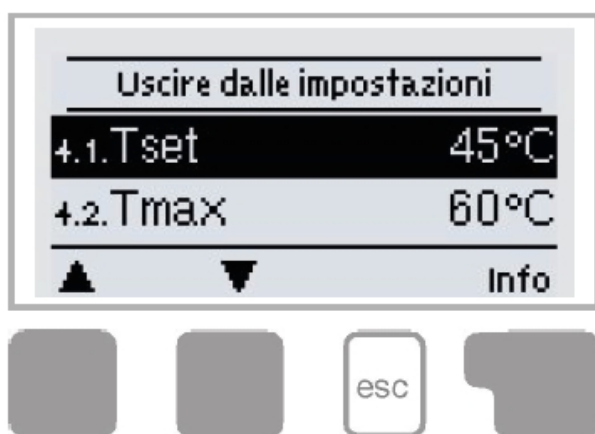 Uscire dalle impostazioni
4.1.Tset 45°C
4.2.Tmax 60°C
Info
esc